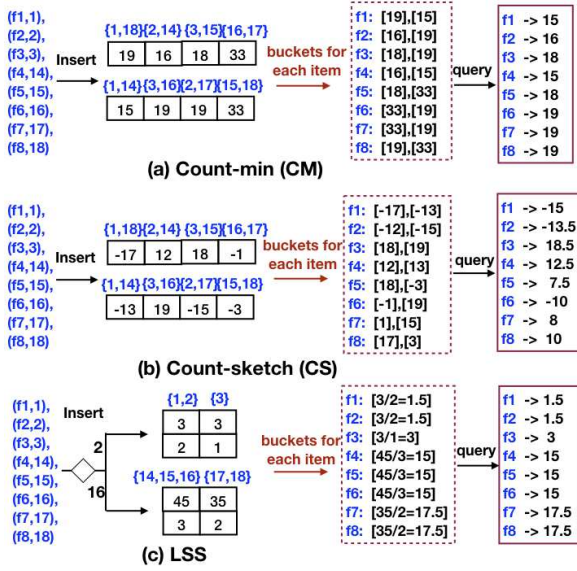 {1,18}{2,14} {3,15}[16,17}
(f1,1),
(f2,2),
(f3,3),
(f4,14),
(f5,15),
(f6,16),
(f7,17),
(f8,18)
Insert
19 16 18 33
{1,14}{3,16} {2,17} {15,18}
15 19 19 33
buckets for
each item
f1: [19],[15]
f2: [16],[19]
f3: [18],[19]
f4: [16],[15]
f5: [18],[33]
f6: [33],[19]
f7: [33],[19]
f8: [19],[33]
query
f1 -> 15
f2 -> 16
f3 -> 18
f4 -> 15
f5 -> 18
f6 -> 19
f7 -> 19
f8 -> 19
(a) Count-min (CM)
(f1,1),
(f2,2),
(f3,3),
(f4,14),
(f5,15),
(f6,16),
(f7,17),
(f8,18)
Insert
{1,18}{2,14} {3,15}[16,17}
-17 12 18 -1
{1,14} {3,16} {2,17}{15,18}
-13 19 -15 -3
buckets for
each item
f1: [-17],[-13]
f2: [-12],[-15]
f3: [18],[19]
f4: [12],[13]
f5: [18],[-3]
f6: [-1],[19]
f7: [1],[15]
f8: [17],[3]
query
f1 -> -15
f2 -> -13.5
f3 -> 18.5
f4 -> 12.5
f5 -> 7.5
f6 -> -10
f7 -> 8
f8 -> 10
(b) Count-sketch (CS)
(f1,1),
(f2,2),
(f3,3),
(f4,14),
(f5,15),
(f6,16),
(f7,17),
(f8,18)
Insert
2
16
{1,2} {3}
3 3
2 1
{14,15,16} {17,18}
45 35
3 2
buckets for
each item
f1: [3/2=1.5]
f2: [3/2=1.5]
f3: [3/1=3]
f4: [45/3=15]
f5: [45/3=15]
f6: [45/3=15]
f7: [35/2=17.5]
f8: [35/2=17.5]
query
f1 -> 1.5
f2 -> 1.5
f3 -> 3
f4 -> 15
f5 -> 15
f6 -> 15
f7 -> 17.5
f8 -> 17.5
(c) LSS